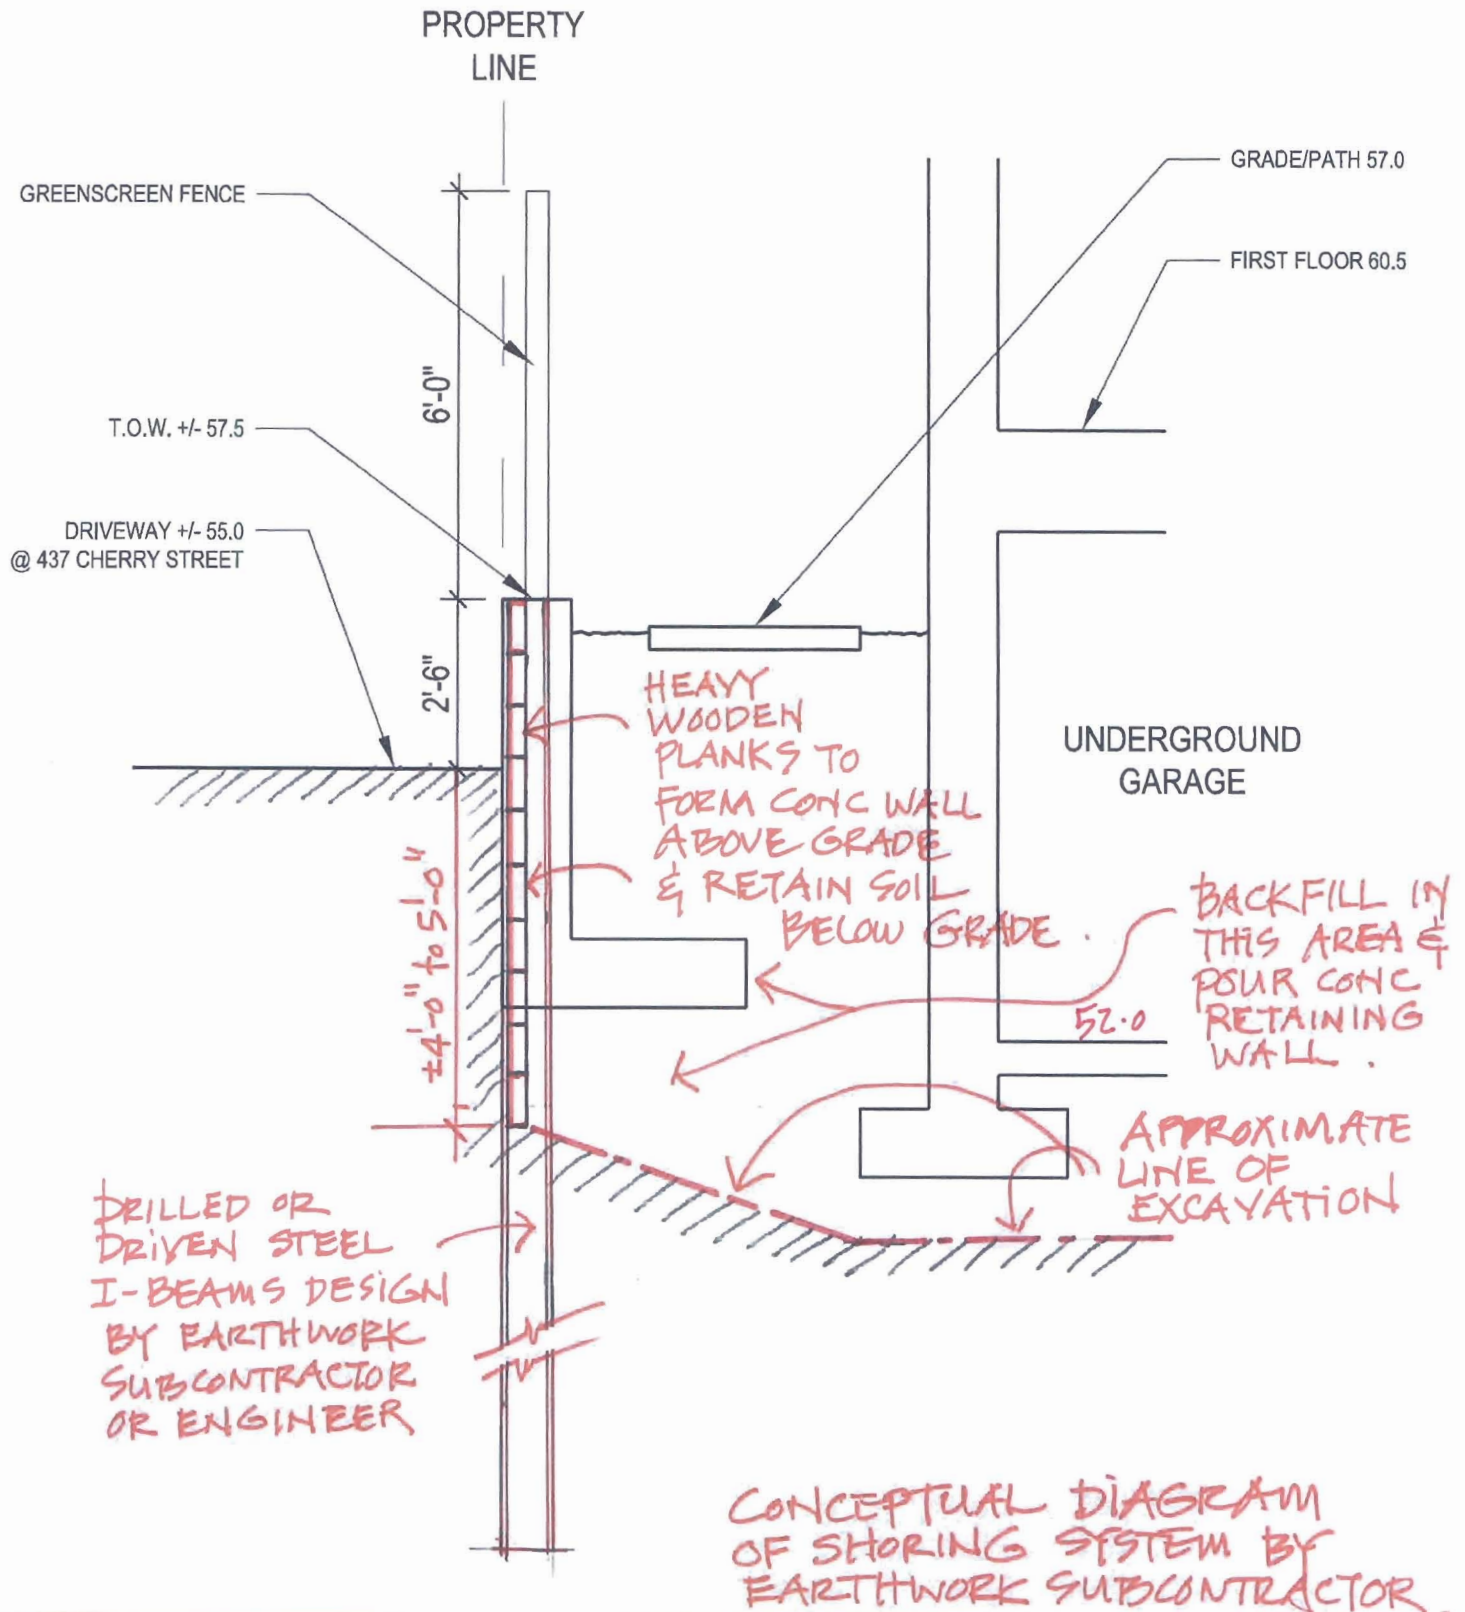 PROPERTY
LINE
GREENSCREEN FENCE
GRADE/PATH 57.0
FIRST FLOOR 60.5
6'-0"
T.O.W. +/- 57.5
DRIVEWAY +/- 55.0
@ 437 CHERRY STREET
2'-6"
HEAVY
WOODEN
PLANKS TO
FORM CONC WALL
ABOVE GRADE
& RETAIN SOIL
BELOW GRADE.
UNDERGROUND
GARAGE
±4'-0" to 5'-0"
BACKFILL IN
THIS AREA &
POUR CONC
RETAINING
WALL.
52.0
APPROXIMATE
LINE OF
EXCAVATION
DRILLED OR
DRIVEN STEEL
I-BEAMS DESIGN
BY EARTHWORK
SUBCONTRACTOR
OR ENGINEER
CONCEPTUAL DIAGRAM
OF SHORING SYSTEM BY
EARTHWORK SUBCONTRACTOR.